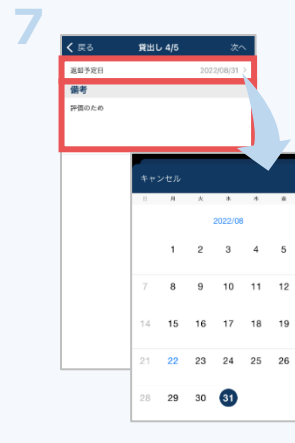 7
戻る 貸出し 4/5 次へ
返却予定日 2022/08/31
備考
評価のため
キャンセル
日 月 火 水 木 金
2022/08
1 2 3 4 5
7 8 9 10 11 12
14 15 16 17 18 19
21 22 23 24 25 26
28 29 30 31